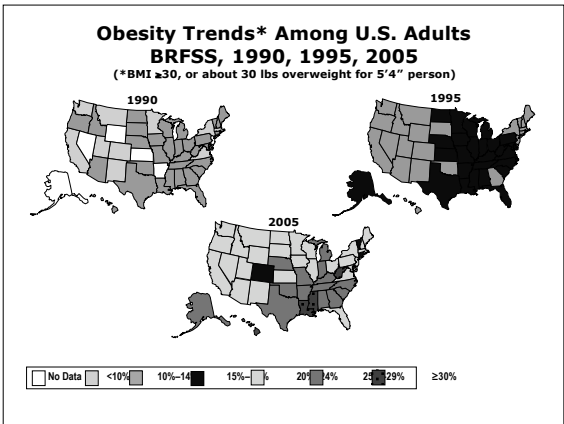 Obesity Trends* Among U.S. Adults
BRFSS, 1990, 1995, 2005
(*BMI ≥30, or about 30 lbs overweight for 5’4” person)
1990
1995
2005
No Data <10% 10%–14 15%– % 20% 24% 25 –29% ≥30%